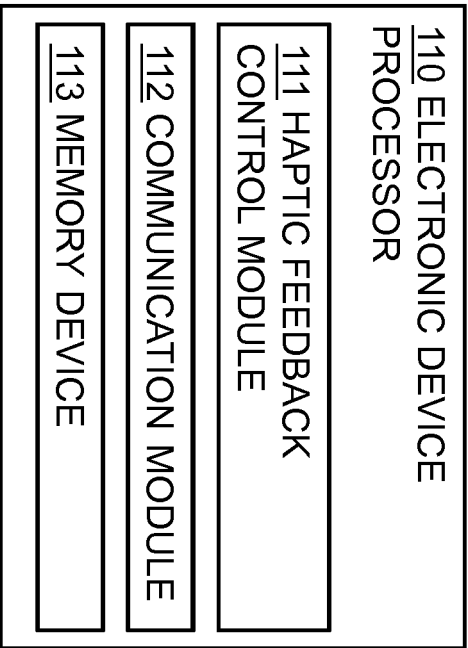 110 ELECTRONIC DEVICE
PROCESSOR
111 HAPTIC FEEDBACK
CONTROL MODULE
112 COMMUNICATION MODULE
113 MEMORY DEVICE